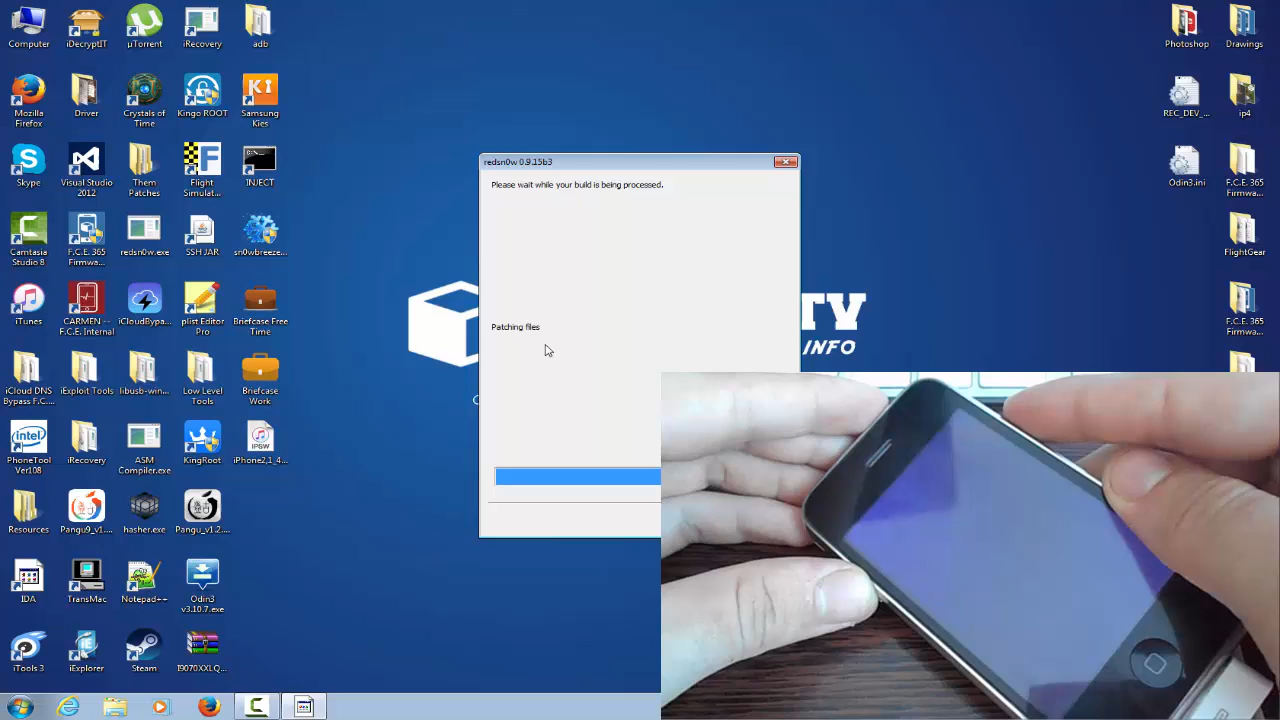 Computer
iDecryptIT
µTorrent
iRecovery
adb
Photoshop
Drawings
Mozilla
Firefox
Driver
Crystals of
Time
Kingo ROOT
Samsung
Kies
REC_DEV_...
ip4
Skype
Visual Studio
2012
Them
Patches
Flight
Simulat...
INJECT
Odin3.ini
F.C.E. 365
Firmwa...
Camtasia
Studio 8
F.C.E. 365
Firmwa...
redsn0w.exe
SSH JAR
sn0wbreeze...
FlightGear
iTunes
CARMEN --
F.C.E. Internal
iCloudBypa...
plist Editor
Pro
Briefcase Free
Time
F.C.E. 365
Firmwa...
iCloud DNS
Bypass F.C....
iExploit Tools
libusb-win...
Low Level
Tools
Briefcase
Work
PhoneTool
Ver108
iRecovery
ASM
Compiler.exe
KingRoot
iPhone2,1_4...
Resources
Pangu9_v1....
hasher.exe
Pangu_v1.2....
IDA
TransMac
Notepad++
Odin3
v3.10.7.exe
iTools 3
iExplorer
Steam
I9070XXLQ...
redsn0w 0.9.15b3
Please wait while your build is being processed.
Patching files
TV
INFO